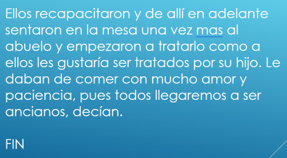 Ellos recapacitaron y de allí en adelante
sentaron en la mesa una vez mas al
abuelo y empezaron a tratarlo como a
ellos les gustaría ser tratados por su hijo. Le
daban de comer con mucho amor y
paciencia, pues todos llegaremos a ser
ancianos, decían.
FIN